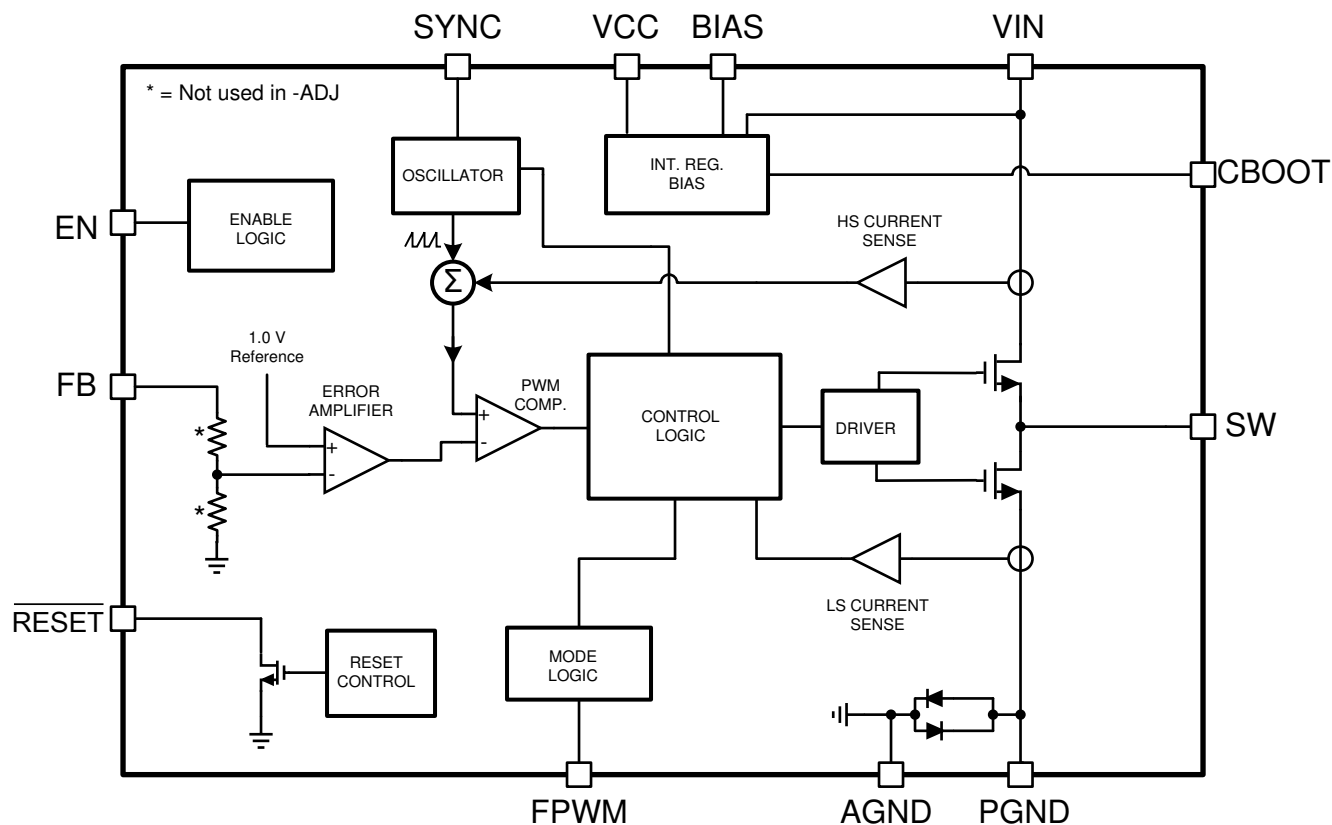 SYNC
VCC
BIAS
VIN
* = Not used in -ADJ
OSCILLATOR
INT. REG.
BIAS
CBOOT
EN
ENABLE
LOGIC
HS CURRENT
SENSE
Σ
1.0 V
Reference
FB
ERROR
AMPLIFIER
PWM
COMP.
CONTROL
LOGIC
DRIVER
SW
*
+
-
+
-
*
LS CURRENT
SENSE
RESET
RESET
CONTROL
MODE
LOGIC
FPWM
AGND
PGND